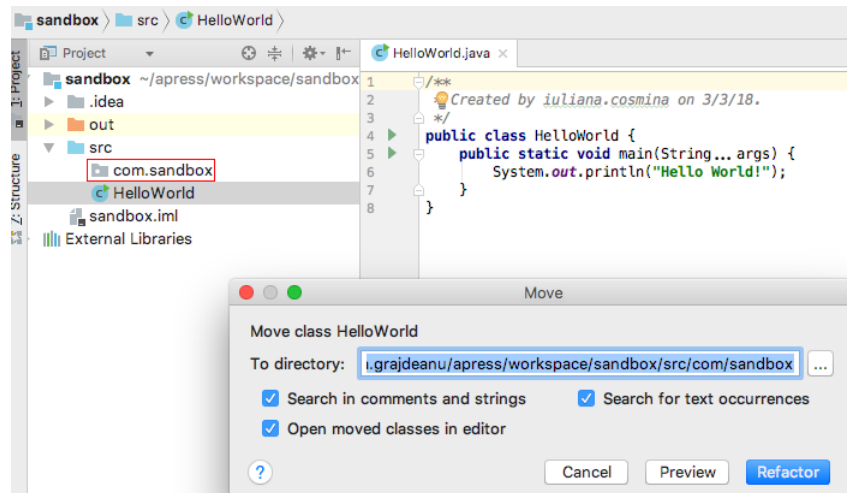 sandbox src HelloWorld
Project
HelloWorld.java
1: Project
sandbox ~/apress/workspace/sandbox
.idea
out
src
com.sandbox
HelloWorld
sandbox.iml
External Libraries
Z: Structure
1 /**
2 Created by iuliana.cosmina on 3/3/18.
3 */
4 public class HelloWorld {
5 public static void main(String... args) {
6 System.out.println("Hello World!");
7 }
8 }
Move
Move class HelloWorld
To directory: .grajdeanu/apress/workspace/sandbox/src/com/sandbox ...
Search in comments and strings Search for text occurrences
Open moved classes in editor
? Cancel Preview Refactor